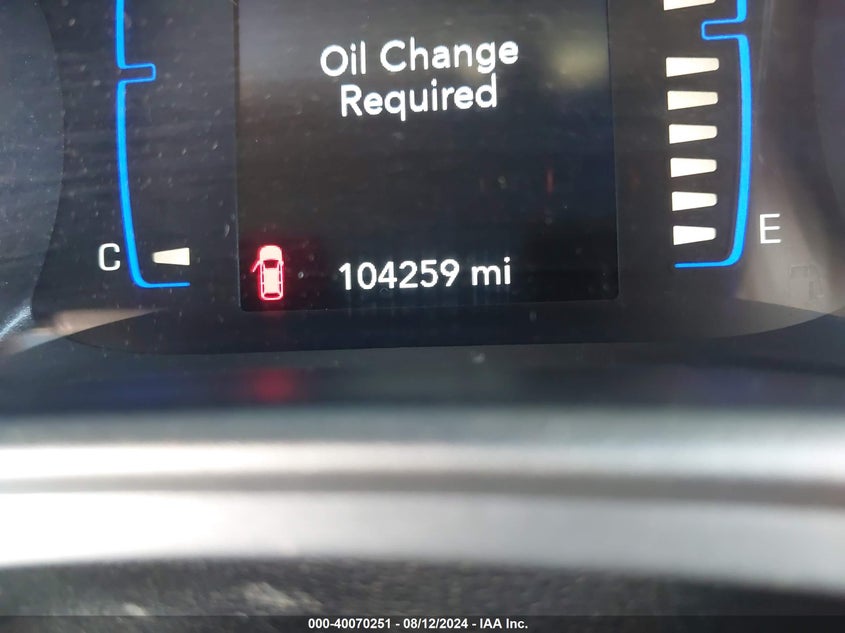 Oil Change
Required
C
E
104259 mi
000-40070251 - 08/12/2024 - IAA Inc.